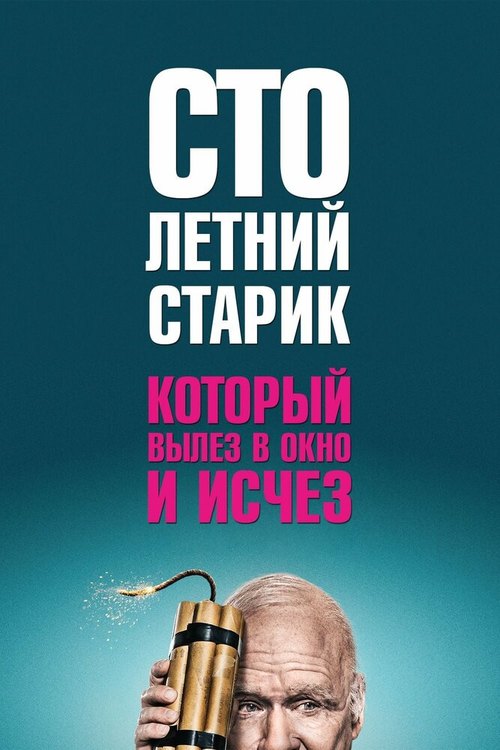 СТО
ЛЕТНИЙ
СТАРИК
КОТОРЫЙ
ВЫЛЕЗ В ОКНО
И ИСЧЕЗ